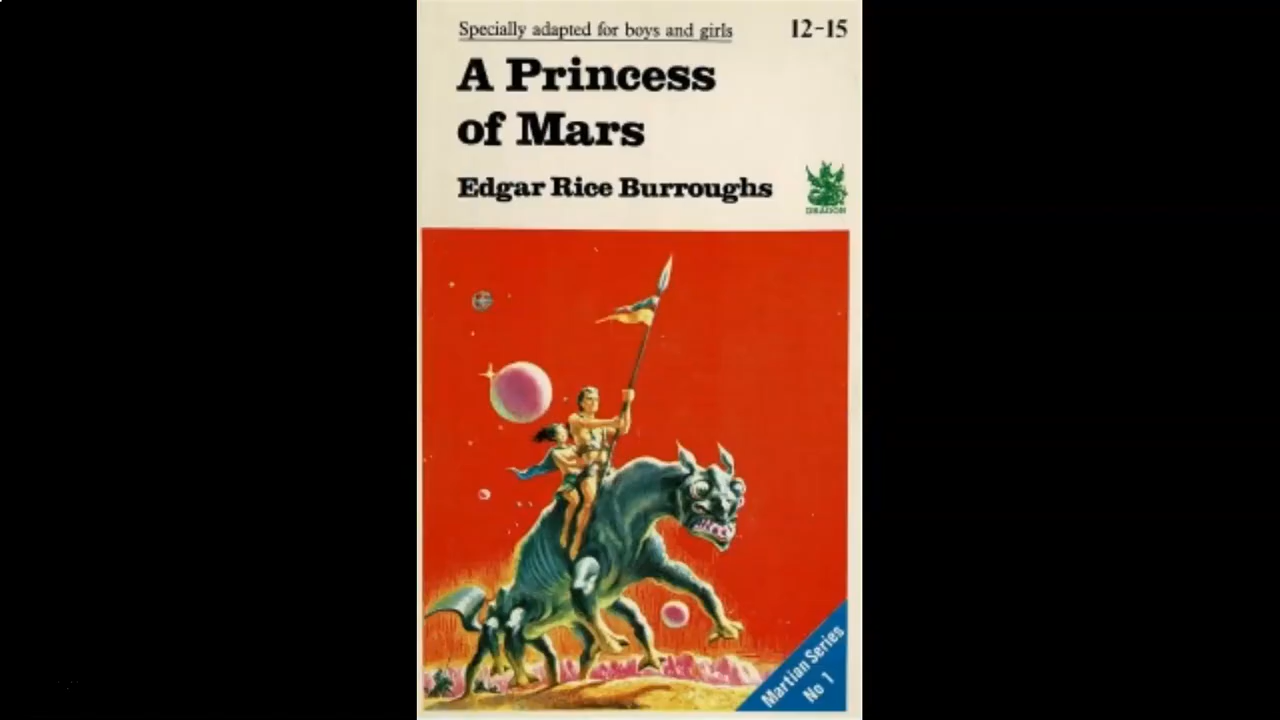 Specially adapted for boys and girls 12-15
A Princess
of Mars
Edgar Rice Burroughs
DRAGON
Martian Series
No 1